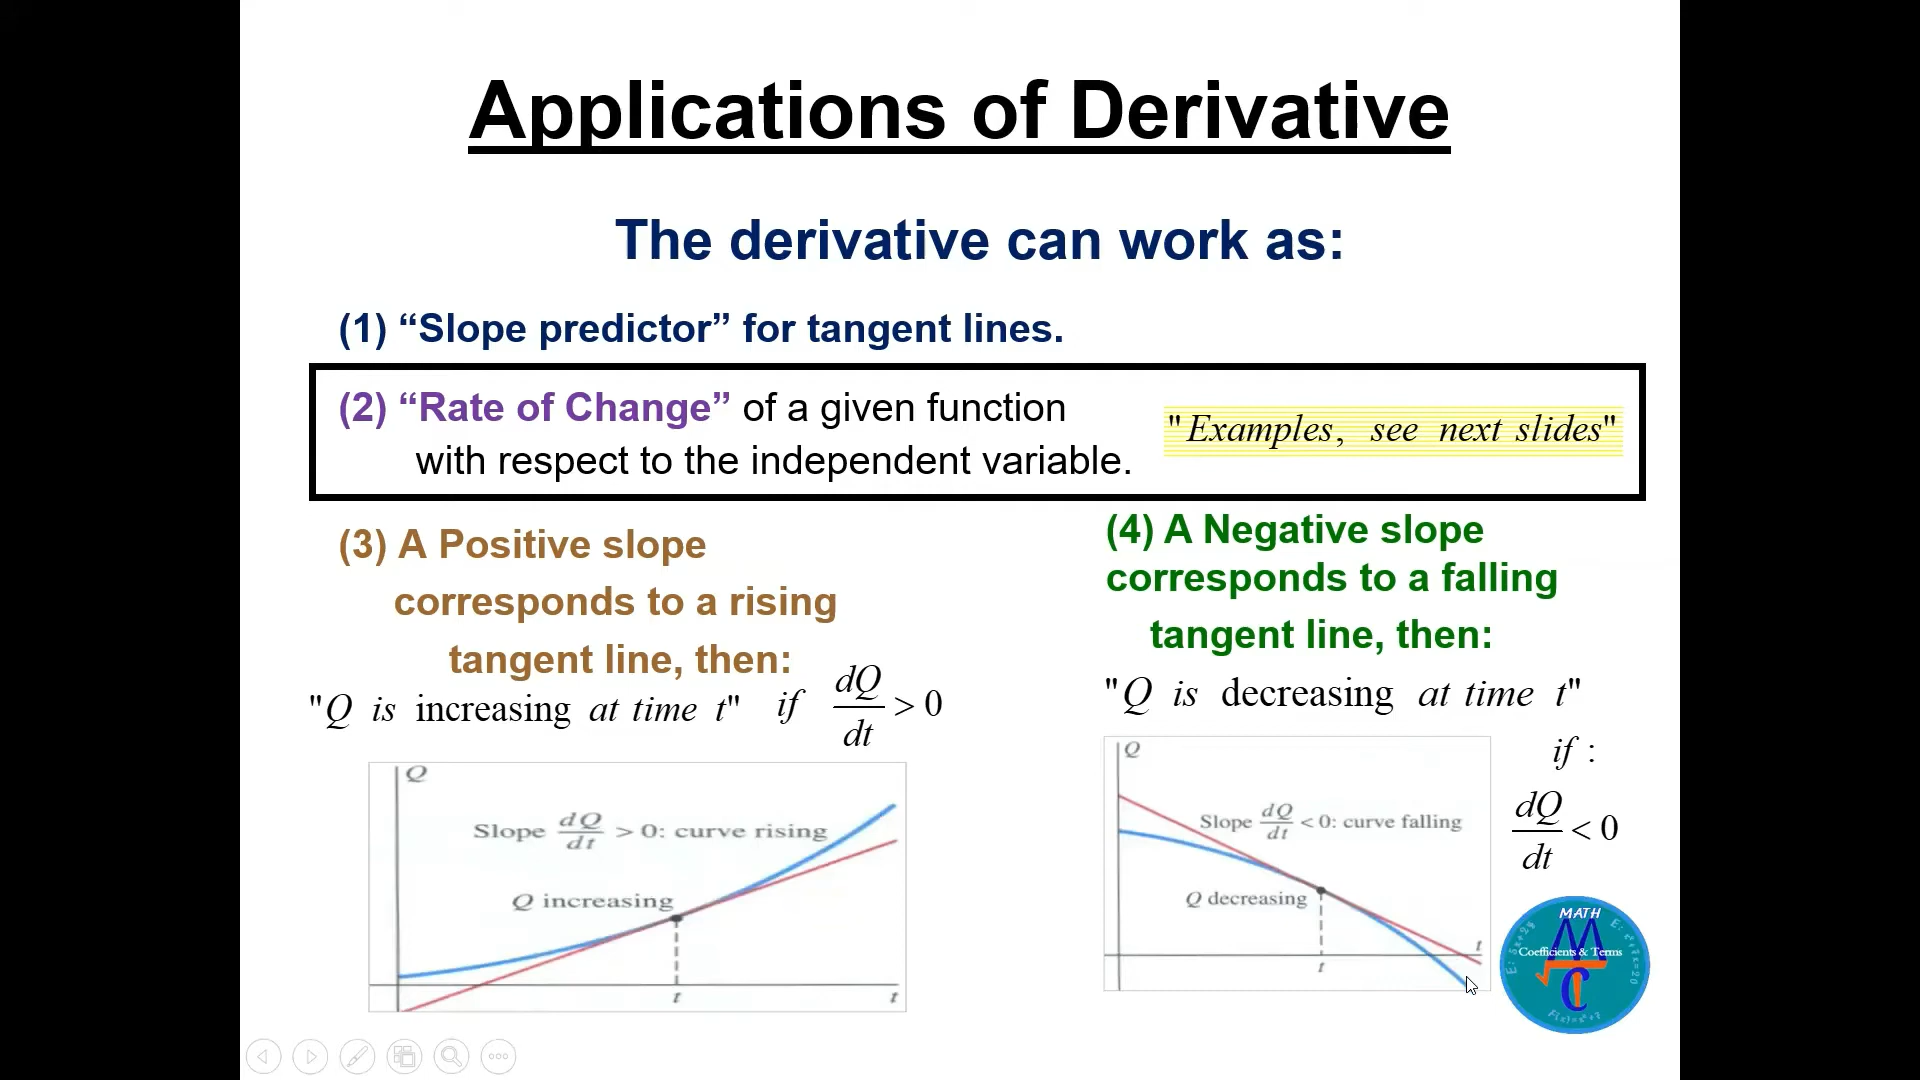 Applications of Derivative
The derivative can work as:
(1) “Slope predictor” for tangent lines.
(2) “Rate of Change” of a given function
with respect to the independent variable.
"Examples, see next slides"
(3) A Positive slope
corresponds to a rising
tangent line, then:
"Q is increasing at time t" if dQ/dt > 0
Q
Slope dQ/dt > 0: curve rising
Q increasing
t
t
(4) A Negative slope
corresponds to a falling
tangent line, then:
"Q is decreasing at time t"
if :
dQ/dt < 0
Q
Slope dQ/dt < 0: curve falling
Q decreasing
t
t
MATH
Coefficients & Terms